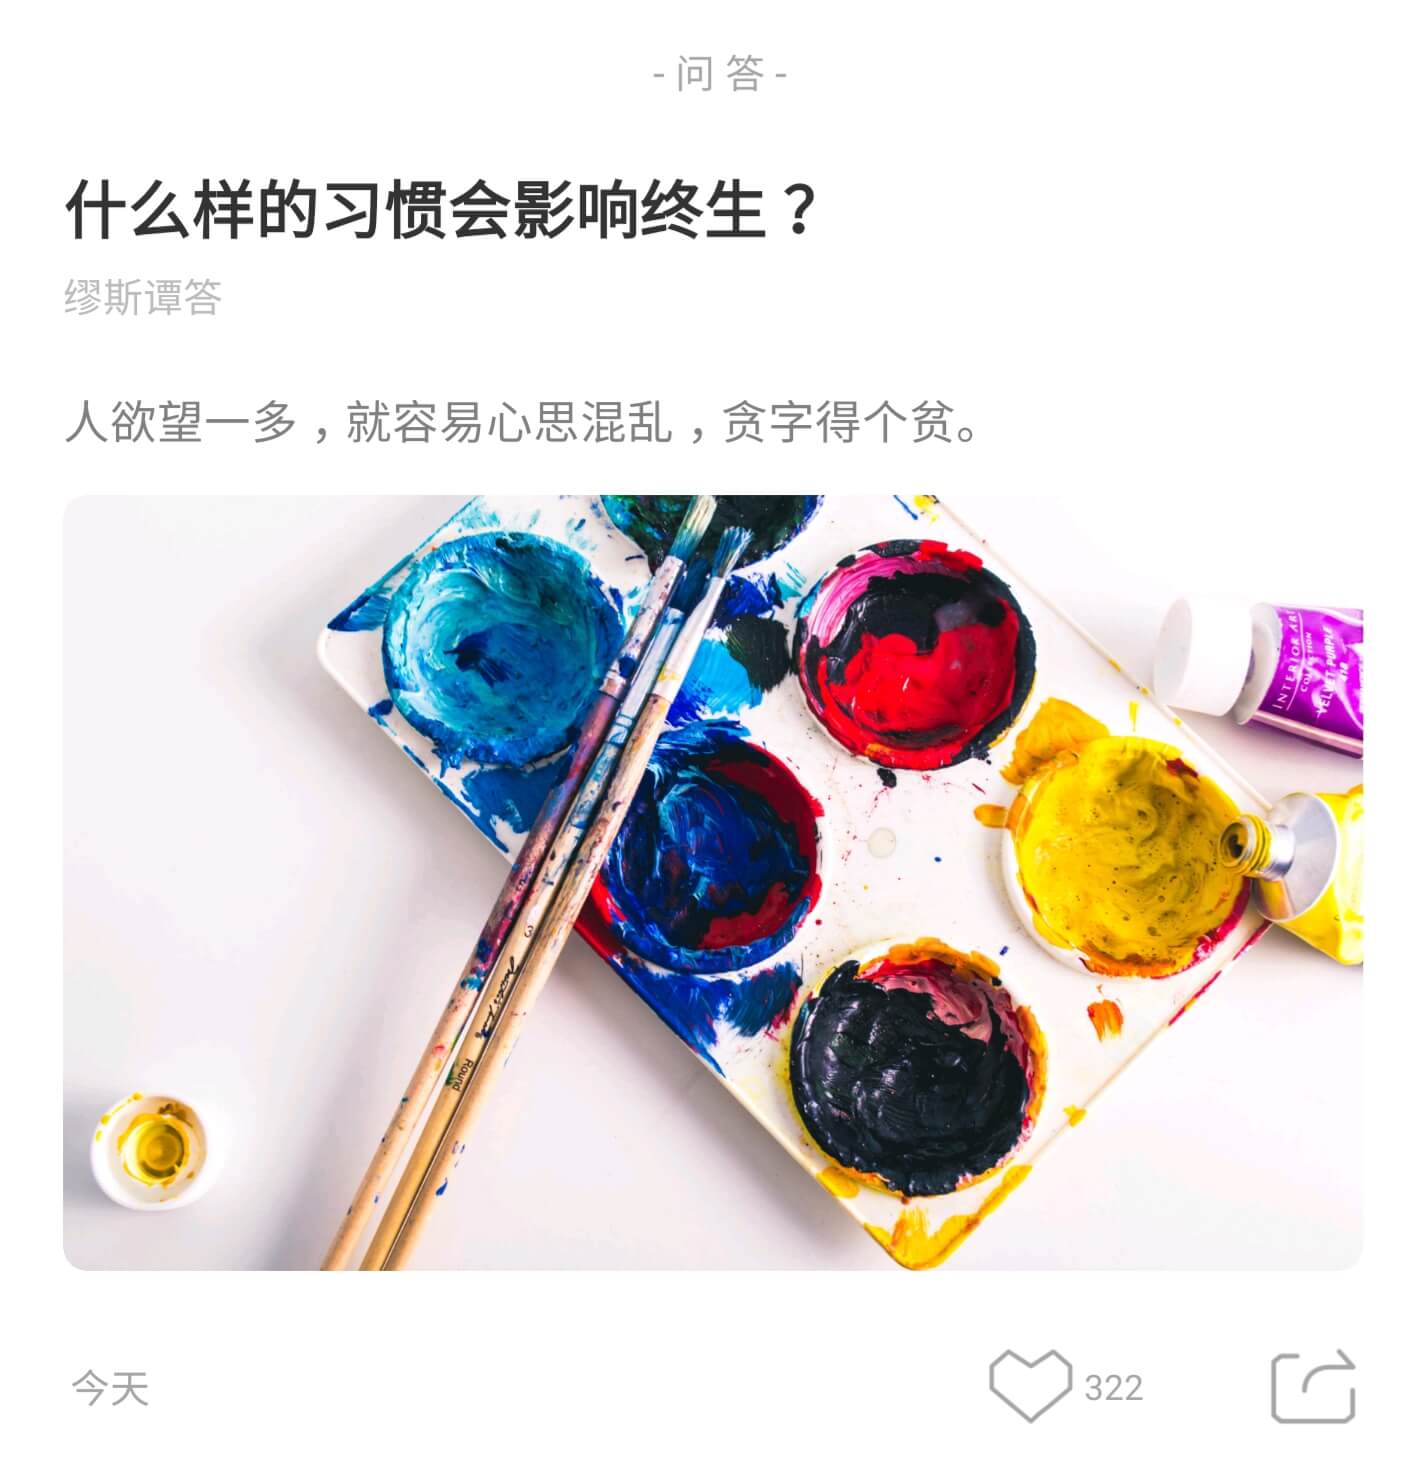 - 问 答 -
什么样的习惯会影响终生？
缪斯谭答
人欲望一多，就容易心思混乱，贪字得个贫。
INTERIOR ART
COLLECTION
VELVET PURPLE
3
Round
今天
322